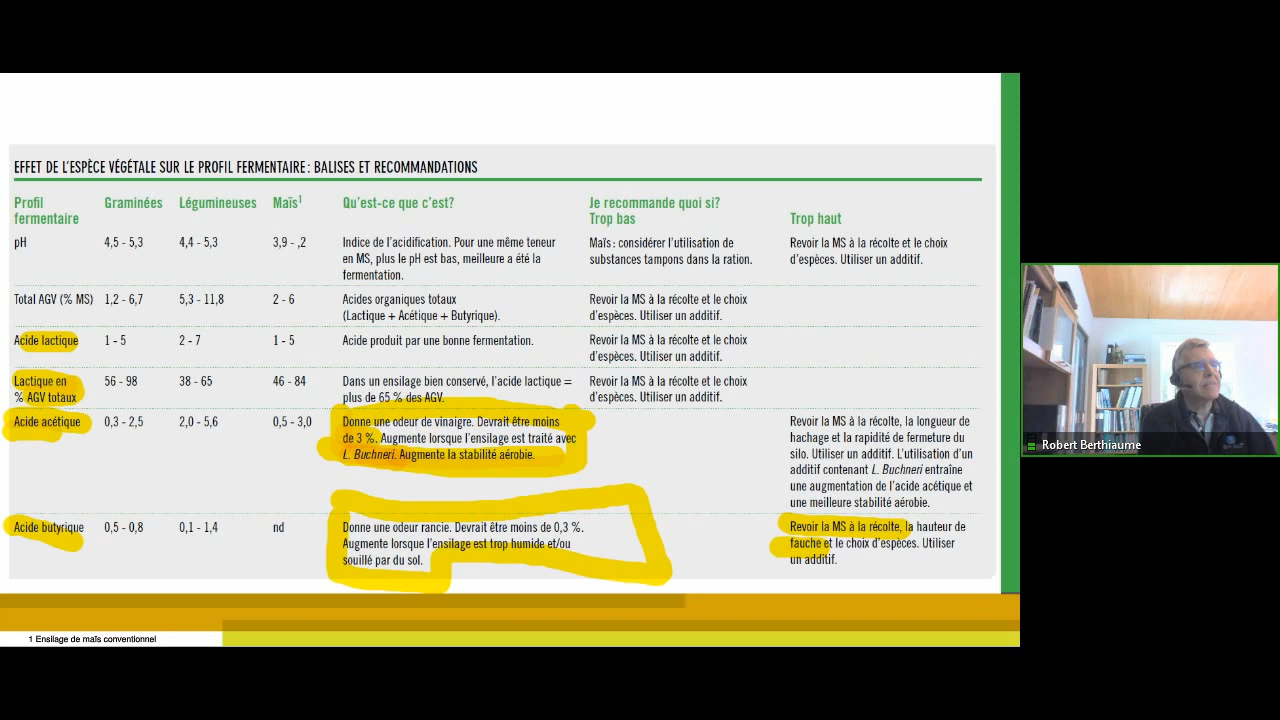 EFFET DE L'ESPÈCE VÉGÉTALE SUR LE PROFIL FERMENTAIRE : BALISES ET RECOMMANDATIONS
Profil fermentaire Graminées Légumineuses Maïs1 Qu'est-ce que c'est? Je recommande quoi si? Trop bas Trop haut
pH 4,5 - 5,3 4,4 - 5,3 3,9 - ,2
Indice de l'acidification. Pour une même teneur
en MS, plus le pH est bas, meilleure a été la
fermentation.
Maïs : considérer l'utilisation de
substances tampons dans la ration.
Revoir la MS à la récolte et le choix
d'espèces. Utiliser un additif.
Total AGV (% MS) 1,2 - 6,7 5,3 - 11,8 2 - 6
Acides organiques totaux
(Lactique + Acétique + Butyrique).
Revoir la MS à la récolte et le choix
d'espèces. Utiliser un additif.
Acide lactique 1 - 5 2 - 7 1 - 5
Acide produit par une bonne fermentation.
Revoir la MS à la récolte et le choix
d'espèces. Utiliser un additif.
Lactique en
% AGV totaux
56 - 98 38 - 65 46 - 84
Dans un ensilage bien conservé, l'acide lactique =
plus de 65 % des AGV.
Revoir la MS à la récolte et le choix
d'espèces. Utiliser un additif.
Acide acétique 0,3 - 2,5 2,0 - 5,6 0,5 - 3,0
Donne une odeur de vinaigre. Devrait être moins
de 3 %. Augmente lorsque l'ensilage est traité avec
L. Buchneri. Augmente la stabilité aérobie.
Revoir la MS à la récolte, la longueur de
hachage et la rapidité de fermeture du
silo. Utiliser un additif. L'utilisation d'un
additif contenant L. Buchneri entraîne
une augmentation de l'acide acétique et
une meilleure stabilité aérobie.
Acide butyrique 0,5 - 0,8 0,1 - 1,4 nd
Donne une odeur rancie. Devrait être moins de 0,3 %.
Augmente lorsque l'ensilage est trop humide et/ou
souillé par du sol.
Revoir la MS à la récolte, la hauteur de
fauche et le choix d'espèces. Utiliser
un additif.
1 Ensilage de maïs conventionnel
Robert Berthiaume